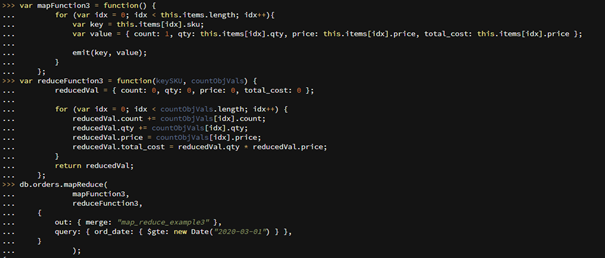 >>> var mapFunction3 = function() {
...         for (var idx = 0; idx < this.items.length; idx++){
...             var key = this.items[idx].sku;
...             var value = { count: 1, qty: this.items[idx].qty, price: this.items[idx].price, total_cost: this.items[idx].price };
...
...             emit(key, value);
...         }
...     };
>>> var reduceFunction3 = function(keySKU, countObjVals) {
...         reducedVal = { count: 0, qty: 0, price: 0, total_cost: 0 };
...
...         for (var idx = 0; idx < countObjVals.length; idx++) {
...             reducedVal.count += countObjVals[idx].count;
...             reducedVal.qty += countObjVals[idx].qty;
...             reducedVal.price = countObjVals[idx].price;
...             reducedVal.total_cost = reducedVal.qty * reducedVal.price;
...         }
...         return reducedVal;
...     };
>>> db.orders.mapReduce(
...             mapFunction3,
...             reduceFunction3,
...     {
...         out: { merge: "map_reduce_example3" },
...         query: { ord_date: { $gte: new Date("2020-03-01") } },
...     }
...             );